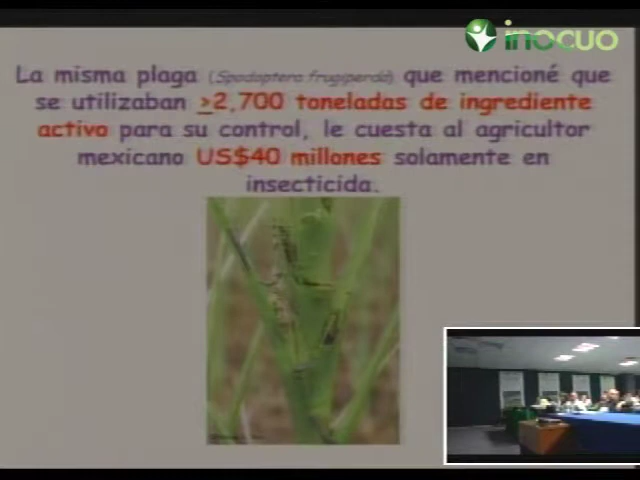 inocuo
La misma plaga (Spodoptera frugiperda) que mencioné que
se utilizaban >2,700 toneladas de ingrediente
activo para su control, le cuesta al agricultor
mexicano US$40 millones solamente en
insecticida.